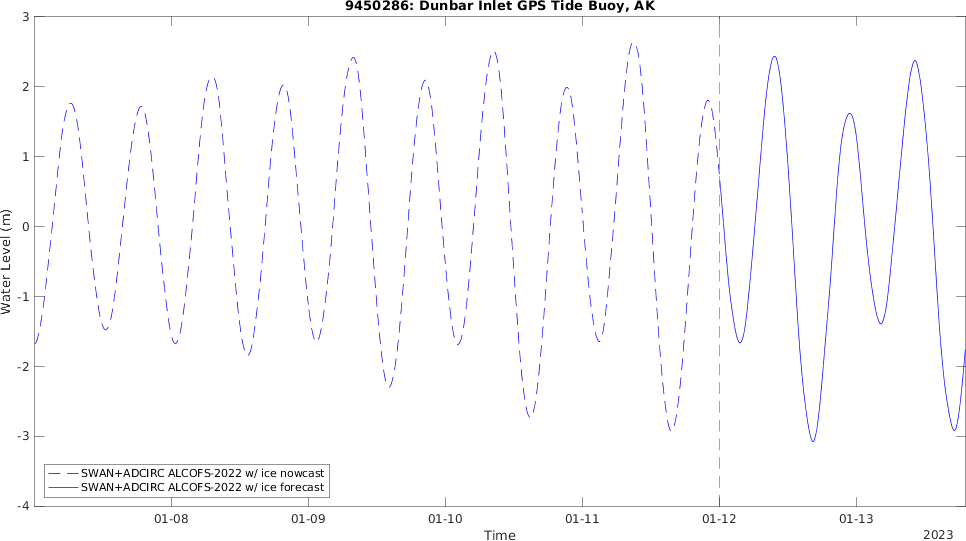 9450286: Dunbar Inlet GPS Tide Buoy, AK
3
2
1
0
-1
-2
-3
-4
Water Level (m)
SWAN+ADCIRC ALCOFS-2022 w/ ice nowcast
SWAN+ADCIRC ALCOFS-2022 w/ ice forecast
01-08 01-09 01-10 01-11 01-12 01-13
Time
2023